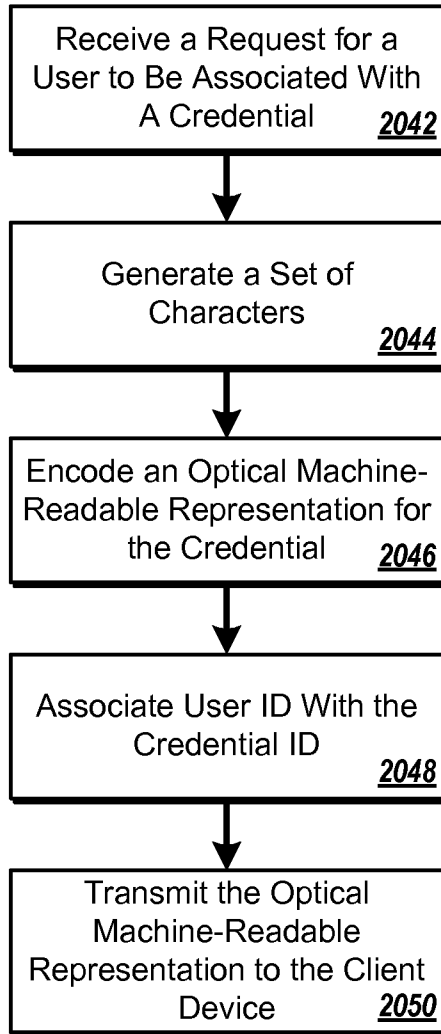 Receive a Request for a
User to Be Associated With
A Credential 2042
Generate a Set of
Characters
2044
Encode an Optical Machine-
Readable Representation for
the Credential 2046
Associate User ID With the
Credential ID
2048
Transmit the Optical
Machine-Readable
Representation to the Client
Device 2050